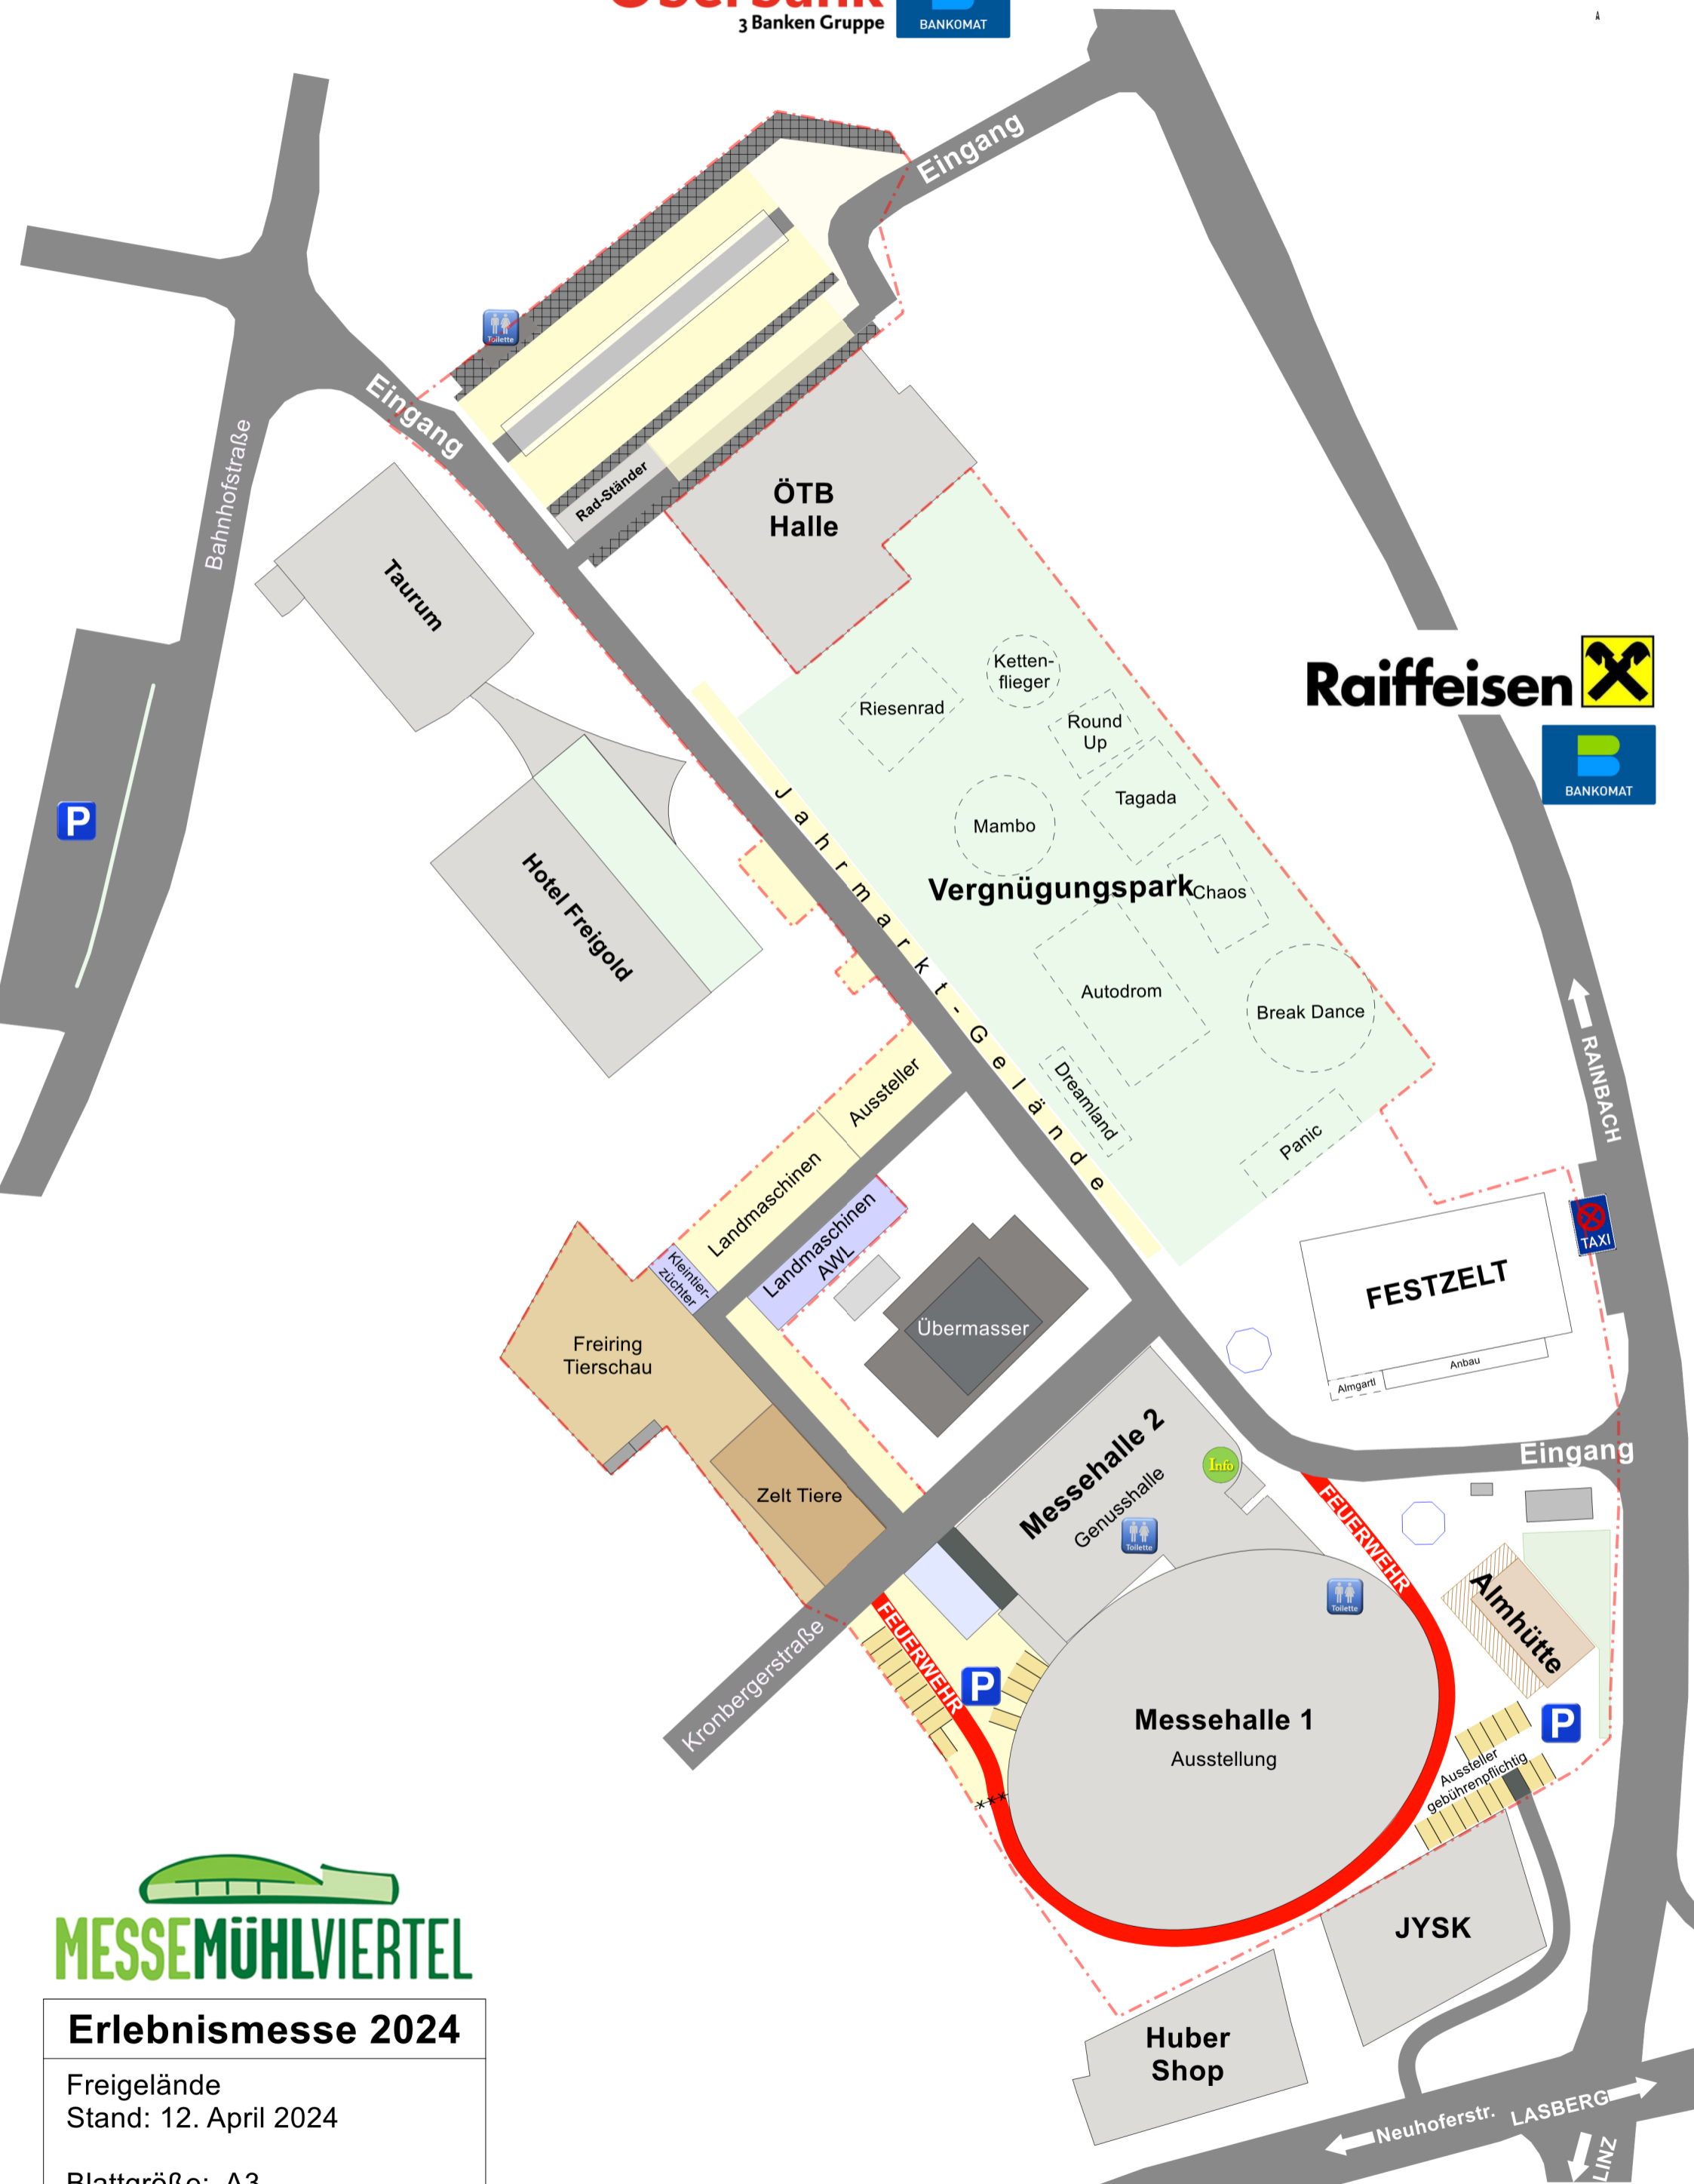 Oberbank
3 Banken Gruppe
BANKOMAT
A
Eingang
Toilette
Eingang
Bahnhofstraße
Rad-Ständer
ÖTB
Halle
Taurum
Ketten-
flieger
Riesenrad
Round
Up
Raiffeisen
BANKOMAT
Tagada
Mambo
P
Jahrmarkt-Gelände
Vergnügungspark
Chaos
Hotel Freigold
Autodrom
Break Dance
Dreamland
Panic
RAINBACH
Aussteller
Landmaschinen
Landmaschinen
AWL
Kleintier-
züchter
TAXI
FESTZELT
Anbau
Almgartl
Übermasser
Freiring
Tierschau
Zelt Tiere
Messehalle 2
Genusshalle
Info
Toilette
Eingang
FEUERWEHR
Toilette
Almhütte
FEUERWEHR
Kronbergerstraße
P
P
Messehalle 1
Ausstellung
Aussteller
gebührenpflichtig
JYSK
Huber
Shop
MESSEMÜHLVIERTEL
Erlebnismesse 2024
Freigelände
Stand: 12. April 2024
Blattgröße: A3
Neuhoferstr.
LASBERG
LINZ